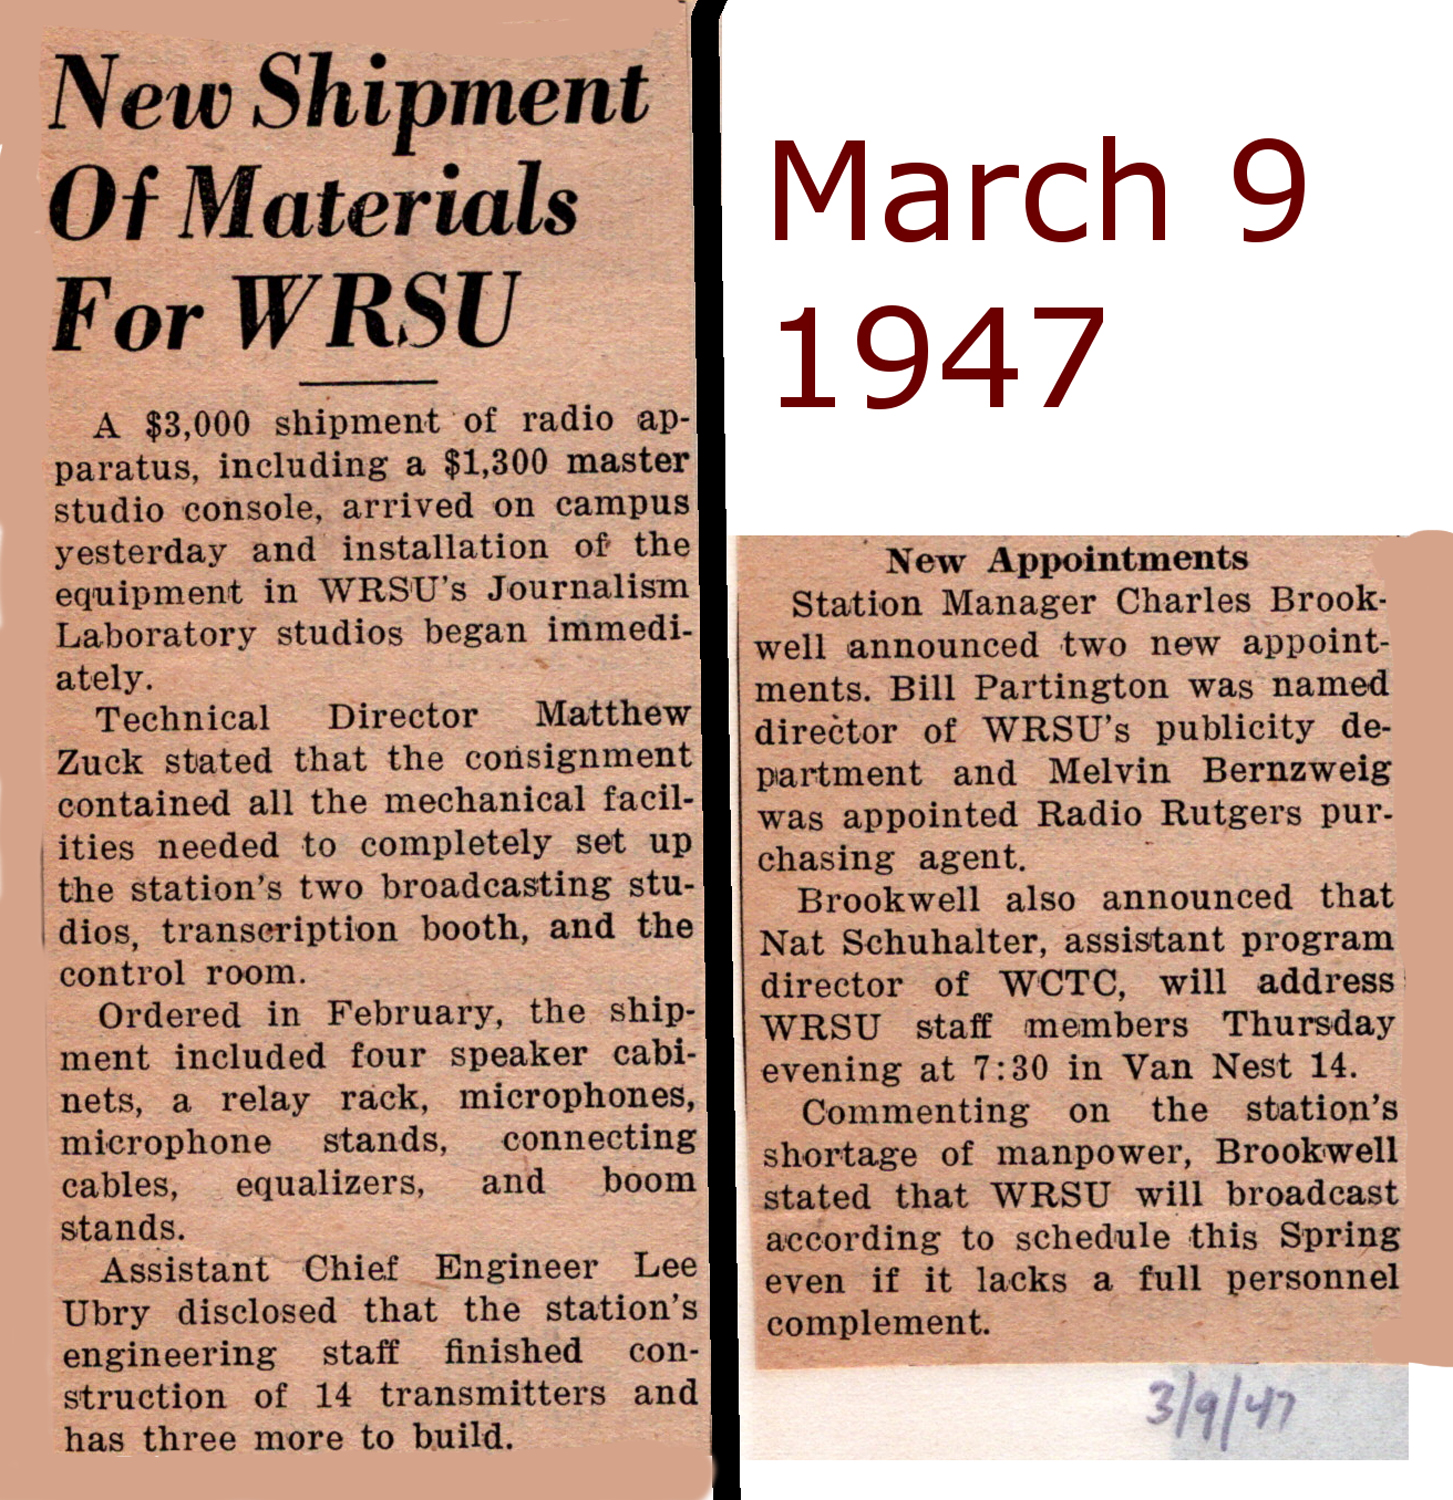 New Shipment
Of Materials
For WRSU
A $3,000 shipment of radio ap-
paratus, including a $1,300 master
studio console, arrived on campus
yesterday and installation of the
equipment in WRSU's Journalism
Laboratory studios began immedi-
ately.
Technical Director Matthew
Zuck stated that the consignment
contained all the mechanical facil-
ities needed to completely set up
the station's two broadcasting stu-
dios, transcription booth, and the
control room.
Ordered in February, the ship-
ment included four speaker cabi-
nets, a relay rack, microphones,
microphone stands, connecting
cables, equalizers, and boom
stands.
Assistant Chief Engineer Lee
Ubry disclosed that the station's
engineering staff finished con-
struction of 14 transmitters and
has three more to build.
March 9
1947
New Appointments
Station Manager Charles Brook-
well announced two new appoint-
ments. Bill Partington was named
director of WRSU's publicity de-
partment and Melvin Bernzweig
was appointed Radio Rutgers pur-
chasing agent.
Brookwell also announced that
Nat Schuhalter, assistant program
director of WCTC, will address
WRSU staff members Thursday
evening at 7:30 in Van Nest 14.
Commenting on the station's
shortage of manpower, Brookwell
stated that WRSU will broadcast
according to schedule this Spring
even if it lacks a full personnel
complement.
3/9/47